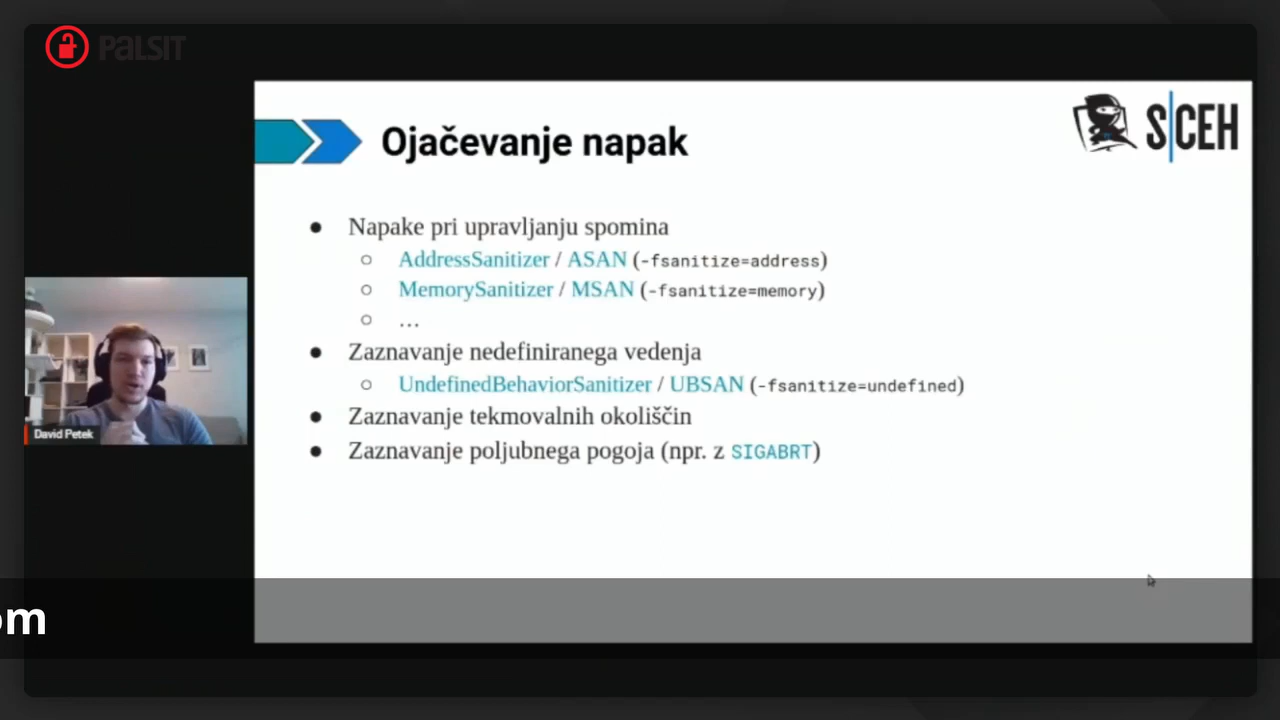 PALSIT
S|CEH
Ojačevanje napak
● Napake pri upravljanju spomina
○ AddressSanitizer / ASAN (-fsanitize=address)
○ MemorySanitizer / MSAN (-fsanitize=memory)
○ …
● Zaznavanje nedefiniranega vedenja
○ UndefinedBehaviorSanitizer / UBSAN (-fsanitize=undefined)
● Zaznavanje tekmovalnih okoliščin
● Zaznavanje poljubnega pogoja (npr. z SIGABRT)
David Petek
om